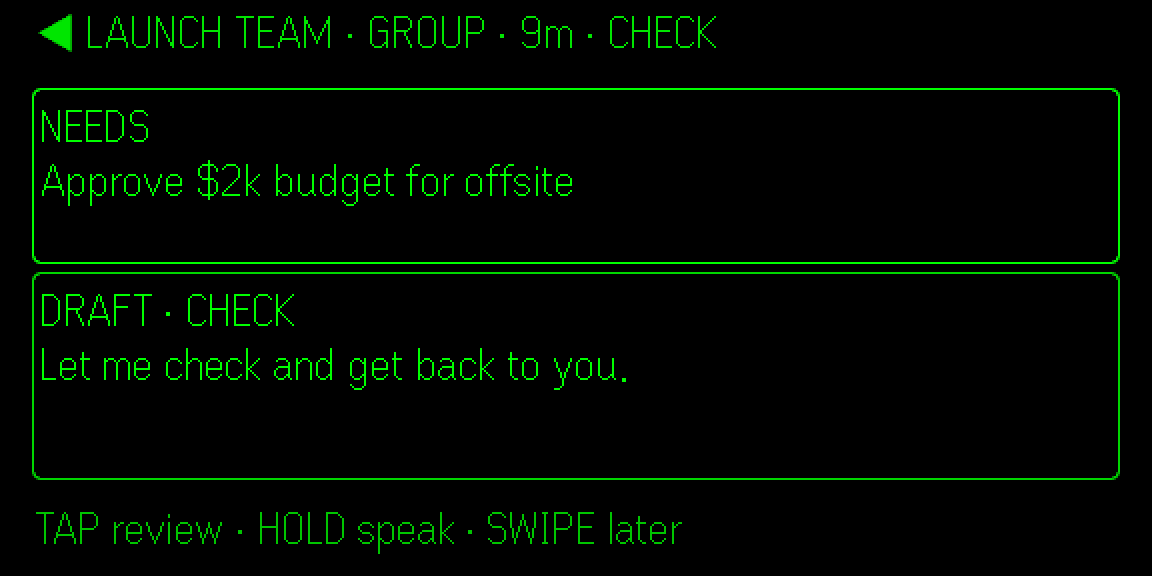 ◀ LAUNCH TEAM · GROUP · 9m · CHECK
NEEDS
Approve $2k budget for offsite
DRAFT · CHECK
Let me check and get back to you.
TAP review · HOLD speak · SWIPE later